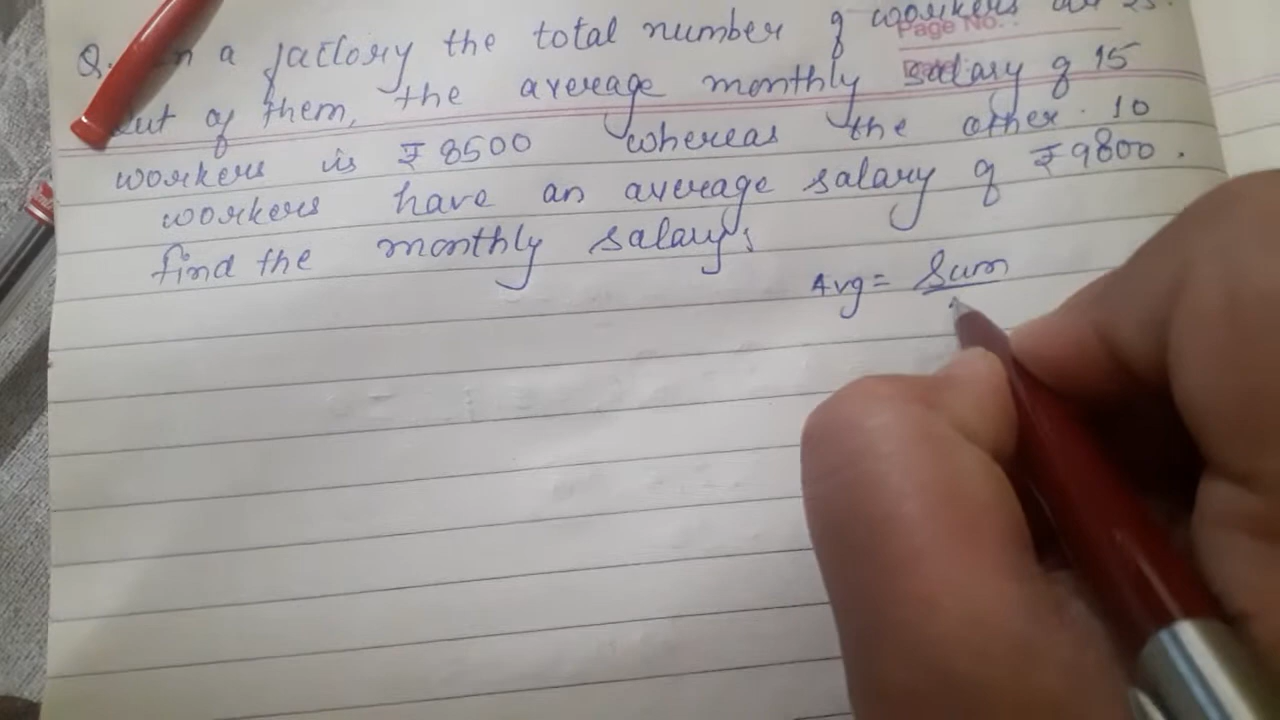 Q. In a factory the total number of workers are 25.
Out of them, the average monthly salary of 15
workers is ₹8500 whereas the other 10
workers have an average salary of ₹9800.
find the monthly salary.
Avg = Sum
Page No.